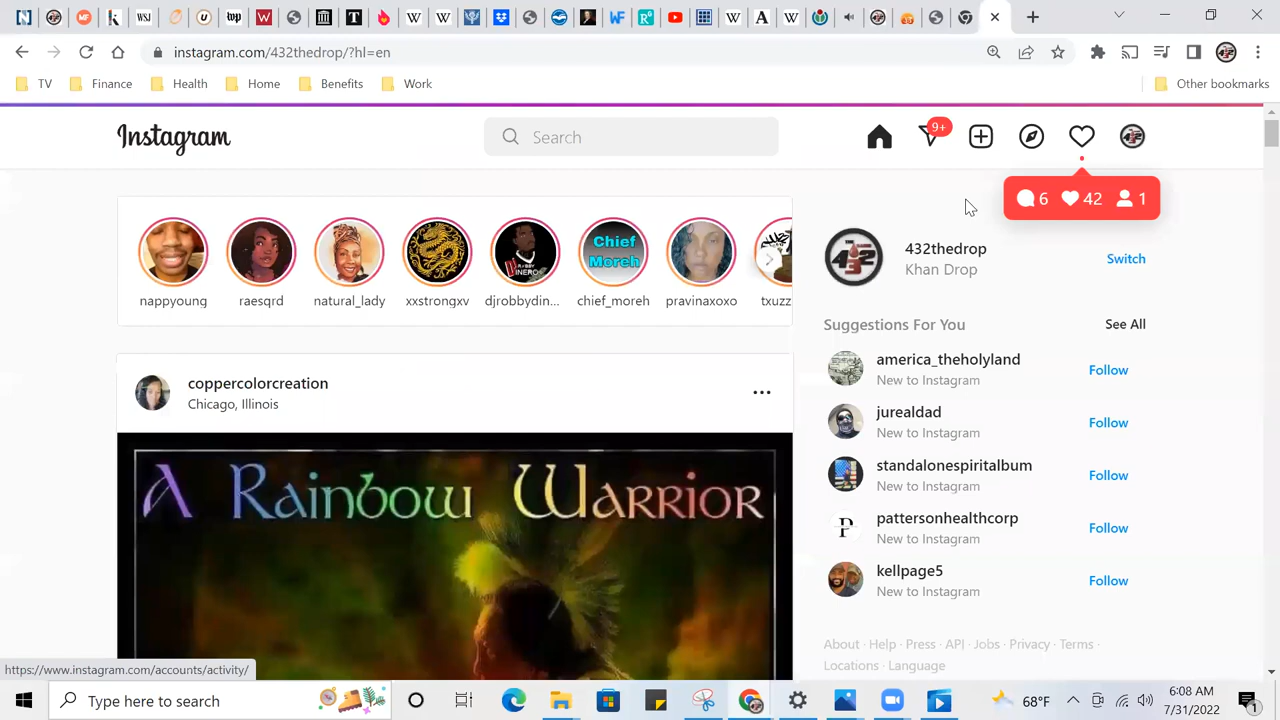 instagram.com/432thedrop/?hl=en
TV Finance Health Home Benefits Work Other bookmarks
Instagram
Search
9+
6 42 1
Chief
Moreh
nappyoung raesqrd natural_lady xxstrongxv djrobbydin... chief_moreh pravinaxoxo txuzz
432thedrop
Khan Drop
Switch
Suggestions For You See All
america_theholyland
New to Instagram
Follow
jurealdad
New to Instagram
Follow
standalonespiritalbum
New to Instagram
Follow
pattersonhealthcorp
New to Instagram
Follow
kellpage5
New to Instagram
Follow
coppercolorcreation
Chicago, Illinois
A Rainbow Warrior
About · Help · Press · API · Jobs · Privacy · Terms ·
Locations · Language
https://www.instagram.com/accounts/activity/
Type here to search
68°F
6:08 AM
7/31/2022
1